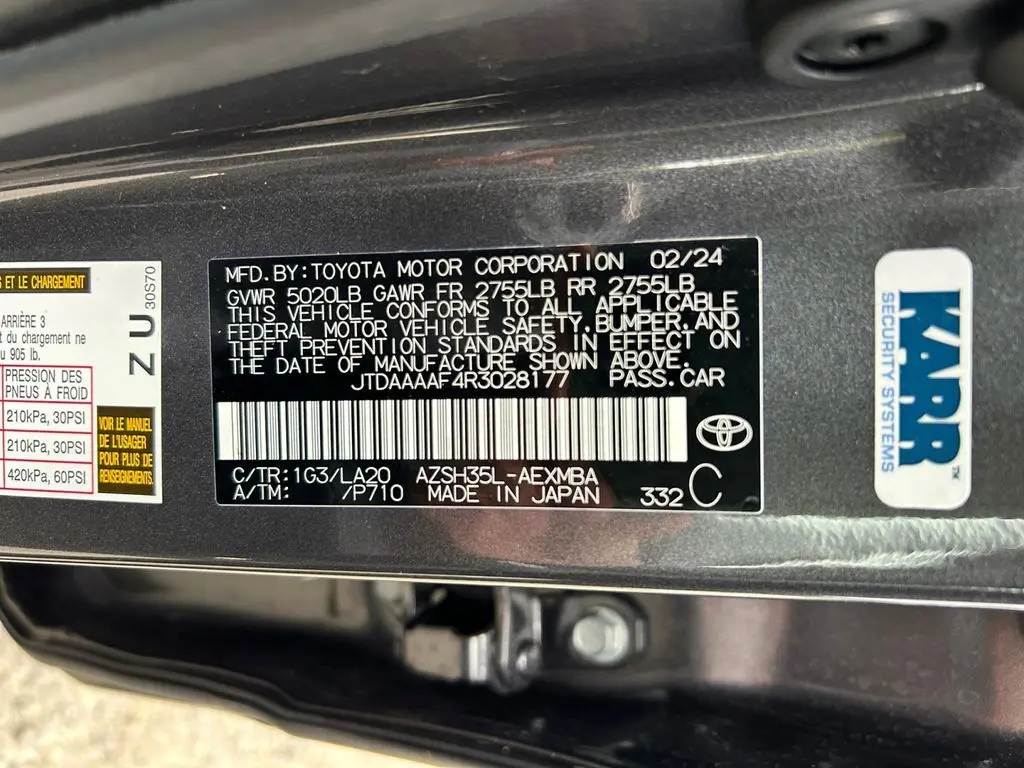 S ET LE CHARGEMENT
ARRIÈRE 3
t du chargement ne
u 905 lb.
PRESSION DES
PNEUS À FROID
210kPa, 30PSI
210kPa, 30PSI
420kPa, 60PSI
VOIR LE MANUEL
DE L'USAGER
POUR PLUS DE
RENSEIGNEMENTS.
ZU 30S70
MFD. BY: TOYOTA MOTOR CORPORATION 02/24
GVWR 5020LB GAWR FR 2755LB RR 2755LB
THIS VEHICLE CONFORMS TO ALL APPLICABLE
FEDERAL MOTOR VEHICLE SAFETY, BUMPER, AND
THEFT PREVENTION STANDARDS IN EFFECT ON
THE DATE OF MANUFACTURE SHOWN ABOVE.
JTDAAAAF4R3028177 PASS.CAR
C/TR: 1G3/LA20 AZSH35L-AEXMBA
A/TM: /P710 MADE IN JAPAN 332 C
KARR™
SECURITY SYSTEMS